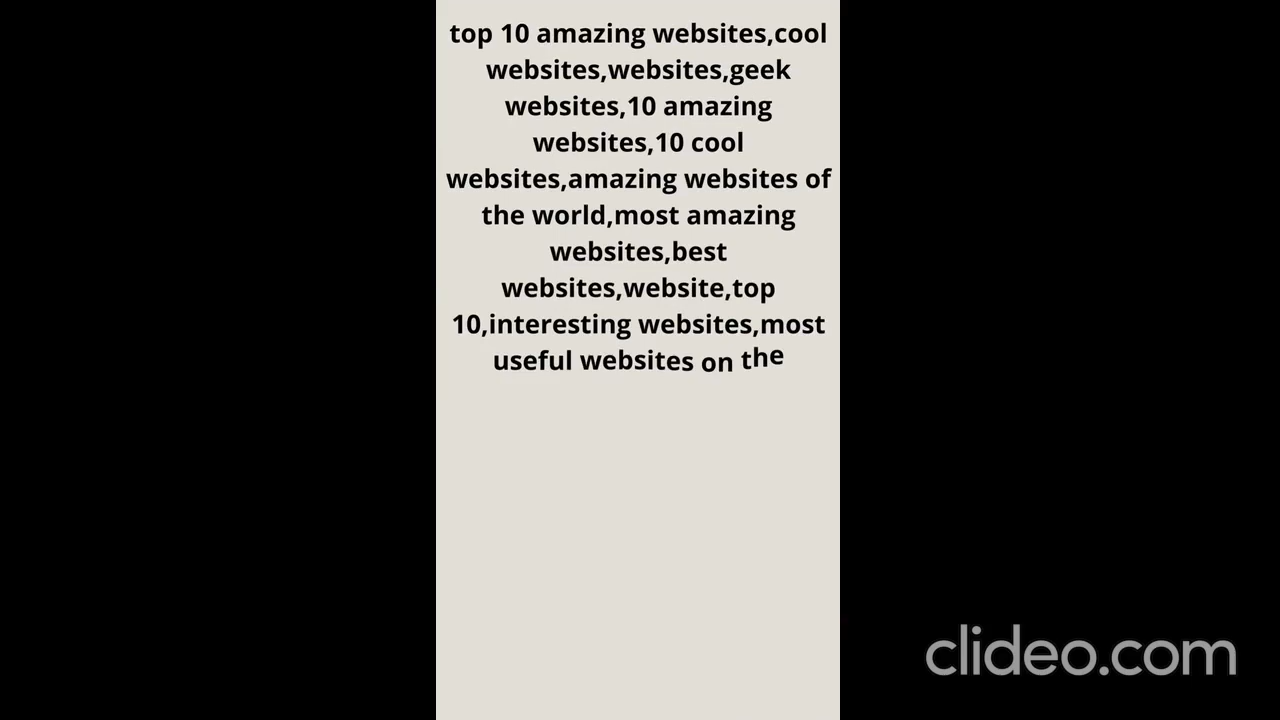 top 10 amazing websites,cool
websites,websites,geek
websites,10 amazing
websites,10 cool
websites,amazing websites of
the world,most amazing
websites,best
websites,website,top
10,interesting websites,most
useful websites on the
clideo.com